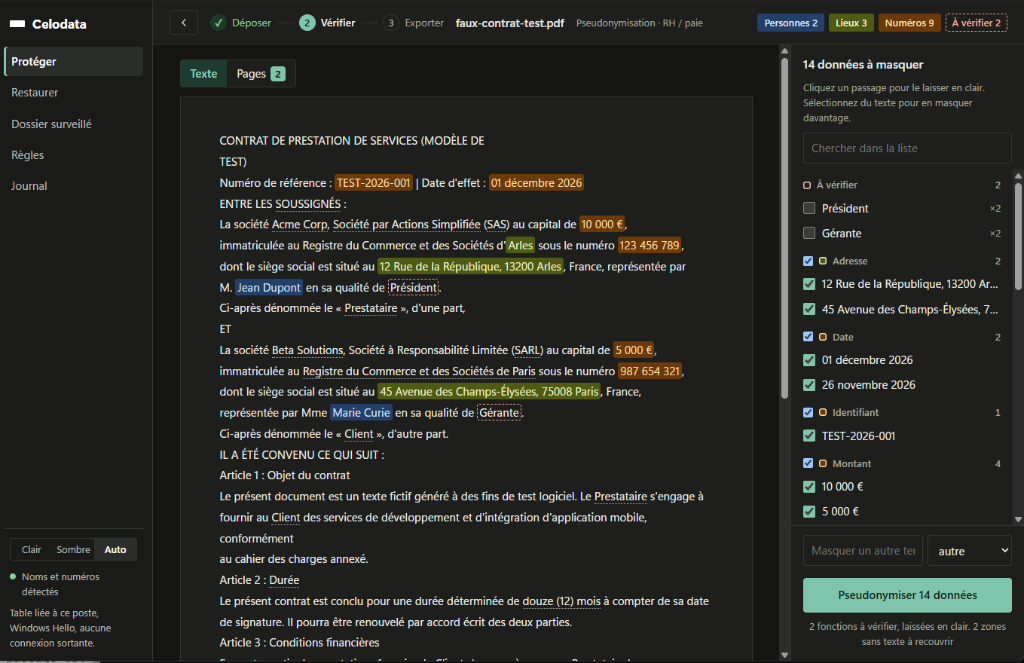 Celodata
Protéger
Restaurer
Dossier surveillé
Règles
Journal
Clair Sombre Auto
Noms et numéros
détectés
Table liée à ce poste,
Windows Hello, aucune
connexion sortante.
Déposer 2 Vérifier 3 Exporter faux-contrat-test.pdf Pseudonymisation · RH / paie
Personnes 2 Lieux 3 Numéros 9 À vérifier 2
Texte Pages 2
CONTRAT DE PRESTATION DE SERVICES (MODÈLE DE
TEST)
Numéro de référence : TEST-2026-001 | Date d'effet : 01 décembre 2026
ENTRE LES SOUSSIGNÉS :
La société Acme Corp, Société par Actions Simplifiée (SAS) au capital de 10 000 €,
immatriculée au Registre du Commerce et des Sociétés d'Arles sous le numéro 123 456 789,
dont le siège social est situé au 12 Rue de la République, 13200 Arles, France, représentée par
M. Jean Dupont en sa qualité de Président.
Ci-après dénommée le « Prestataire », d'une part,
ET
La société Beta Solutions, Société à Responsabilité Limitée (SARL) au capital de 5 000 €,
immatriculée au Registre du Commerce et des Sociétés de Paris sous le numéro 987 654 321,
dont le siège social est situé au 45 Avenue des Champs-Élysées, 75008 Paris, France,
représentée par Mme Marie Curie en sa qualité de Gérante.
Ci-après dénommée le « Client », d'autre part.
IL A ÉTÉ CONVENU CE QUI SUIT :
Article 1 : Objet du contrat
Le présent document est un texte fictif généré à des fins de test logiciel. Le Prestataire s'engage à
fournir au Client des services de développement et d'intégration d'application mobile,
conformément
au cahier des charges annexé.
Article 2 : Durée
Le présent contrat est conclu pour une durée déterminée de douze (12) mois à compter de sa date
de signature. Il pourra être renouvelé par accord écrit des deux parties.
Article 3 : Conditions financières
14 données à masquer
Cliquez un passage pour le laisser en clair.
Sélectionnez du texte pour en masquer
davantage.
Chercher dans la liste
À vérifier 2
Président ×2
Gérante ×2
Adresse 2
12 Rue de la République, 13200 Ar...
45 Avenue des Champs-Élysées, 7...
Date 2
01 décembre 2026
26 novembre 2026
Identifiant 1
TEST-2026-001
Montant 4
10 000 €
5 000 €
Masquer un autre ter autre
Pseudonymiser 14 données
2 fonctions à vérifier, laissées en clair. 2 zones
sans texte à recouvrir